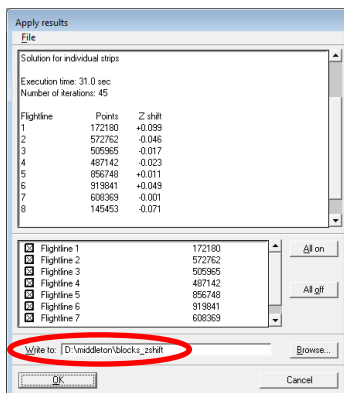 Apply results
File
Solution for individual strips
Execution time: 31.0 sec
Number of iterations: 45
Flightline Points Z shift
1 172180 +0.099
2 572762 -0.046
3 505965 -0.017
4 487142 -0.023
5 856748 +0.011
6 919841 +0.049
7 608369 -0.001
8 145453 -0.071
Flightline 1 172180
Flightline 2 572762
Flightline 3 505965
Flightline 4 487142
Flightline 5 856748
Flightline 6 919841
Flightline 7 608369
All on
All off
Write to: D:\middleton\blocks_zshift Browse...
OK Cancel